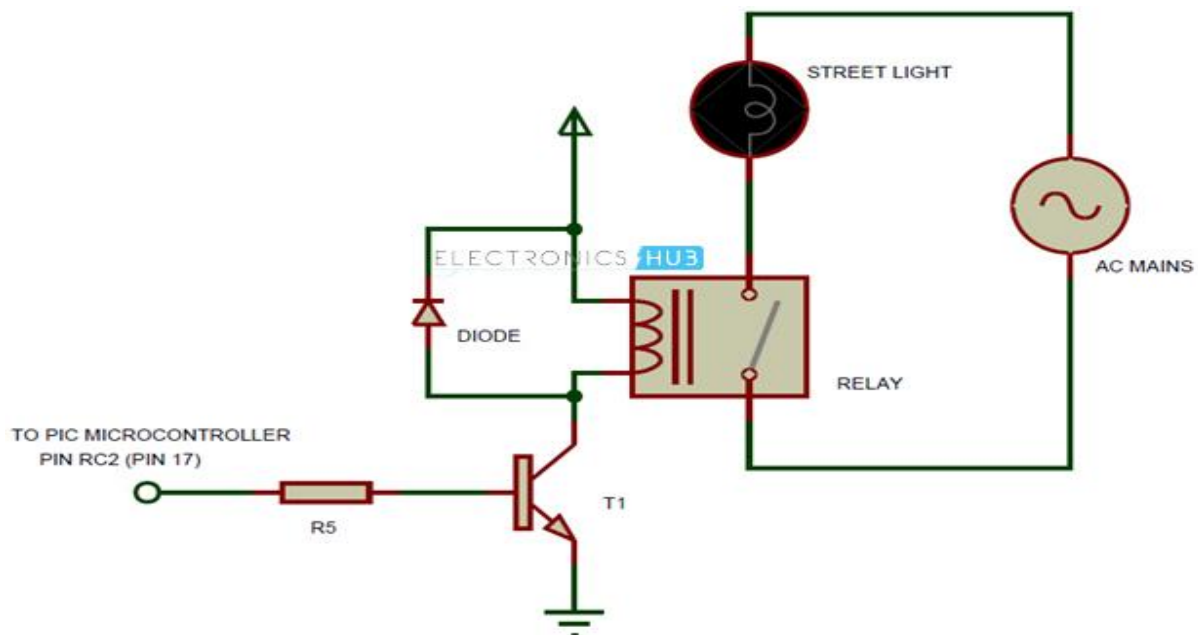 STREET LIGHT
ELECTRONICS HUB
AC MAINS
DIODE
RELAY
TO PIC MICROCONTROLLER
PIN RC2 (PIN 17)
T1
R5